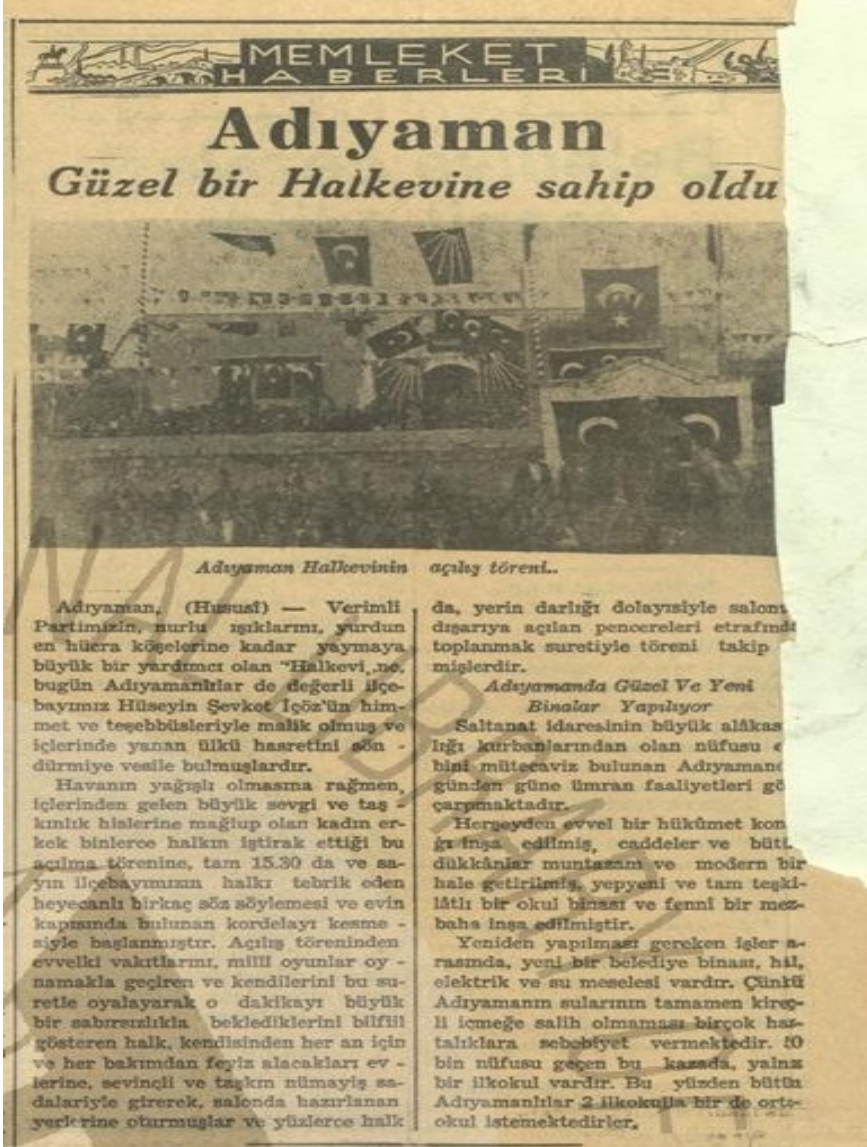 MEMLEKET
HABERLERİ
Adıyaman
Güzel bir Halkevine sahip oldu
Adıyaman Halkevinin açılış töreni..
Adıyaman, (Hususî) — Verimli
Partimizin, nurlu ışıklarını, yurdun
en hücra köşelerine kadar yaymaya
büyük bir yardımcı olan "Halkevi„ne,
bugün Adıyamanlılar de değerli ilçe-
bayımız Hüseyin Şevket İçöz'ün him-
met ve teşebbüsleriyle malik olmuş ve
içlerinde yanan ülkü hasretini sön -
dürmiye vesile bulmuşlardır.
Havanın yağışlı olmasına rağmen,
içlerinden gelen büyük sevgi ve taş -
kınlık hislerine mağlup olan kadın er-
kek binlerce halkın iştirak ettiği bu
açılma törenine, tam 15.30 da ve sa-
yın ilçebayımızın halkı tebrik eden
heyecanlı birkaç söz söylemesi ve evin
kapısında bulunan kordelayı kesme -
siyle başlanmıştır. Açılış töreninden
evvelki vakıtlarını, millî oyunlar oy -
namakla geçiren ve kendilerini bu su-
retle oyalayarak o dakikayı büyük
bir sabırsızlıkla beklediklerini bilfiil
gösteren halk, kendisinden her an için
ve her bakımdan feyiz alacakları ev -
lerine, sevinçli ve taşkın nümayiş sa-
dalariyle girerek, salonda hazırlanan
yerlerine oturmuşlar ve yüzlerce halk
da, yerin darlığı dolayısiyle salonu
dışarıya açılan pencereleri etrafında
toplanmak suretiyle töreni takip
mişlerdir.
Adıyamanda Güzel Ve Yeni
Binalar Yapılıyor
Saltanat idaresinin büyük alâkas
lığı kurbanlarından olan nüfusu
bini mütecaviz bulunan Adıyaman
günden güne ümran faaliyetleri gö
çarpmaktadır.
Herşeyden evvel bir hükûmet kon
ğı inşa edilmiş, caddeler ve büt
dükkânlar muntazam ve modern bir
hale getirilmiş, yepyeni ve tam teşki-
lâtlı bir okul binası ve fenni bir mez-
baha inşa edilmiştir.
Yeniden yapılması gereken işler a-
rasında, yeni bir belediye binası, hâl,
elektrik ve su meselesi vardır. Çünkü
Adıyamanın sularının tamamen kireç-
li içmeğe salih olmaması birçok has-
talıklara sebebiyet vermektedir. 10
bin nüfusu geçen bu kazada, yalnız
bir ilkokul vardır. Bu yüzden bütün
Adıyamanlılar 2 ilkokulla bir de orta-
okul istemektedirler.